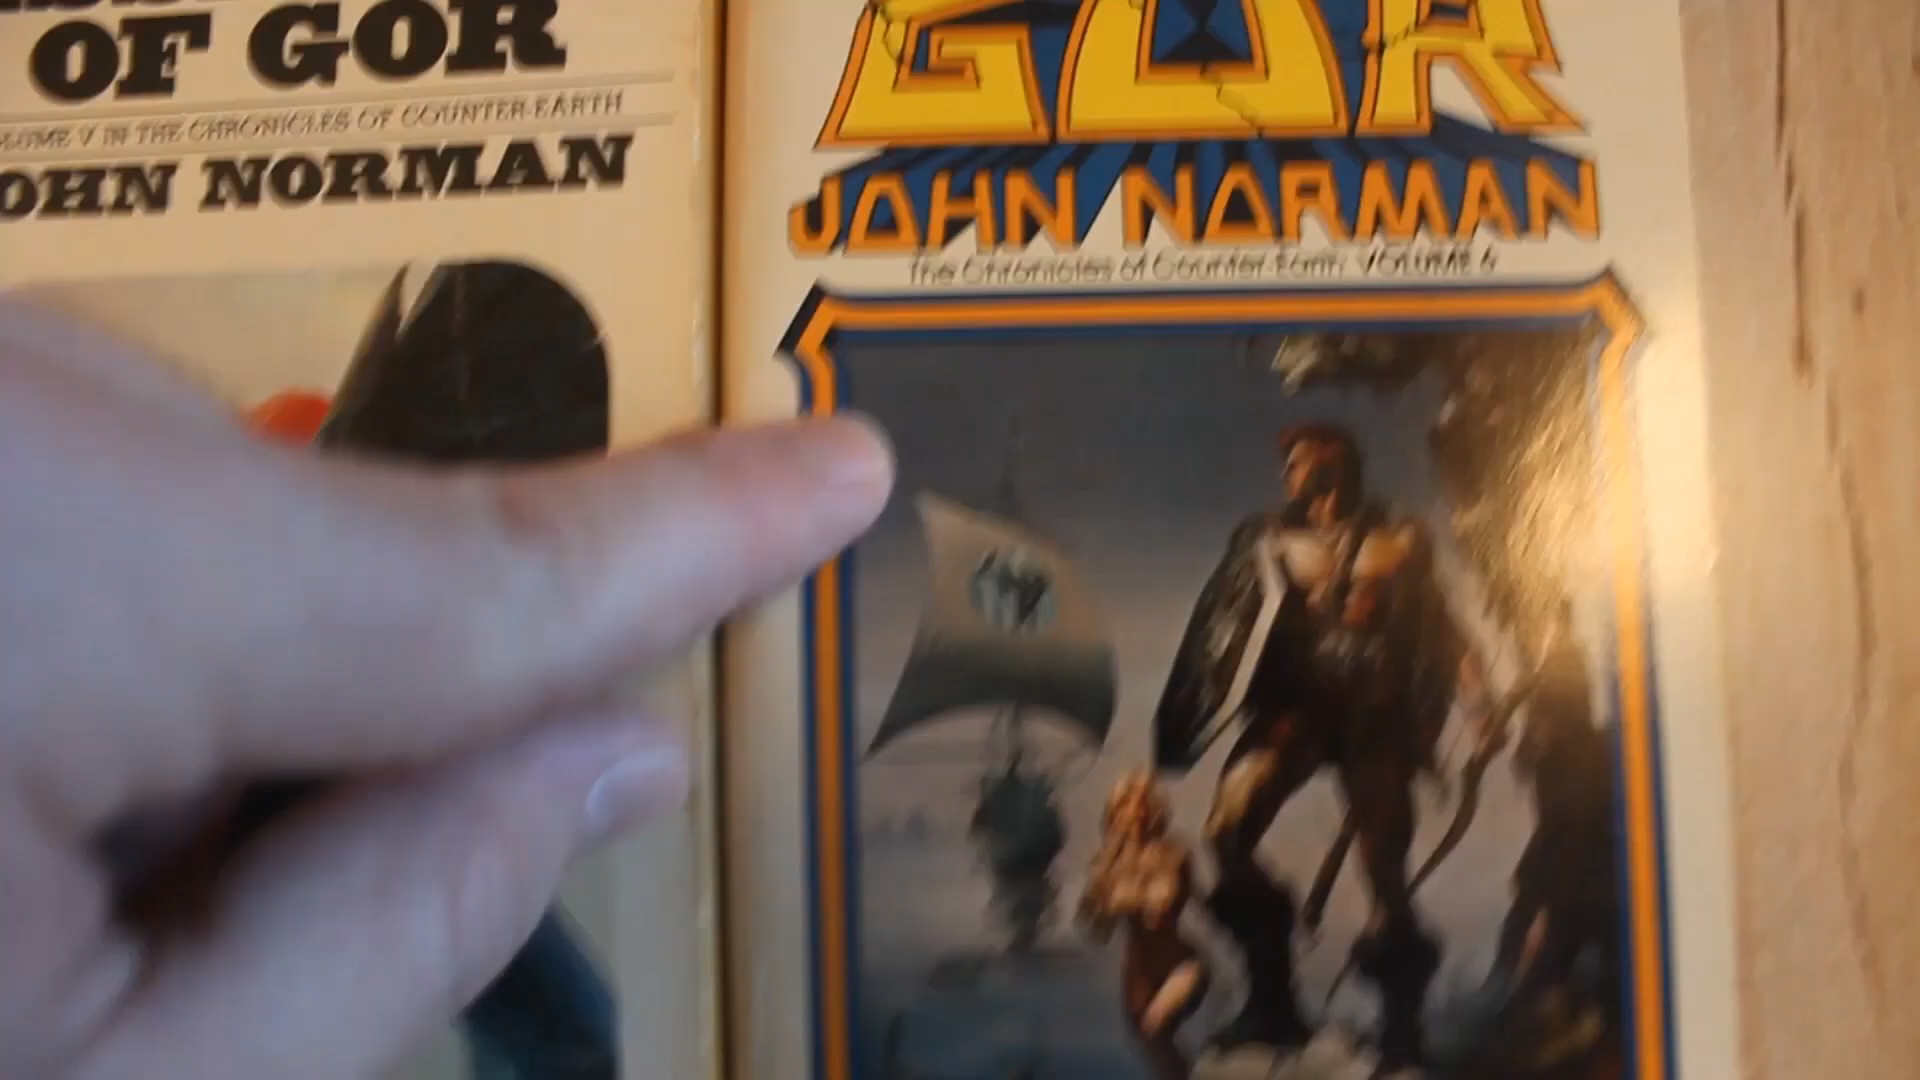 OF GOR
VOLUME V IN THE CHRONICLES OF COUNTER-EARTH
JOHN NORMAN
GOR
JOHN NORMAN
The Chronicles of Counter-Earth VOLUME 6